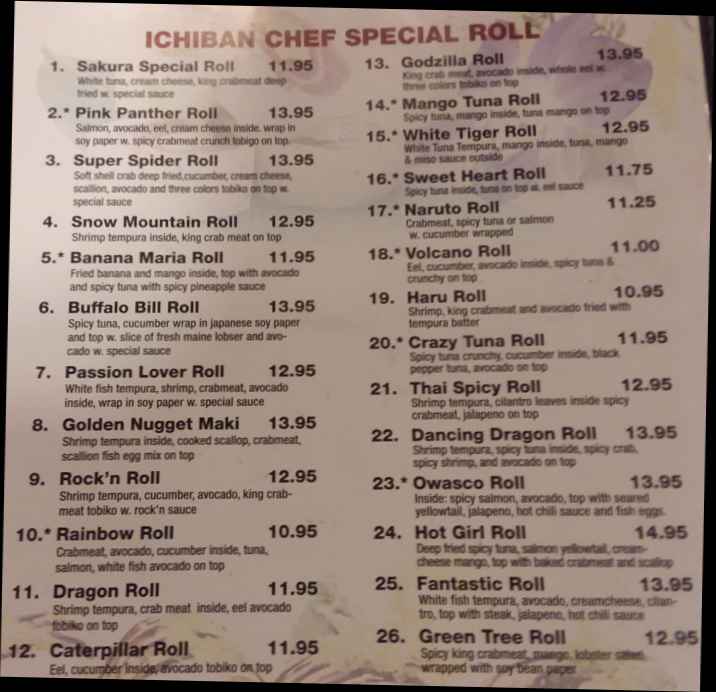 ICHIBAN CHEF SPECIAL ROLL
1. Sakura Special Roll 11.95
White tuna, cream cheese, king crabmeat deep
fried w. special sauce
2.* Pink Panther Roll 13.95
Salmon, avocado, eel, cream cheese inside. wrap in
soy paper w. spicy crabmeat crunch tobigo on top.
3. Super Spider Roll 13.95
Soft shell crab deep fried,cucumber, cream cheese,
scallion, avocado and three colors tobiko on top w.
special sauce
4. Snow Mountain Roll 12.95
Shrimp tempura inside, king crab meat on top
5.* Banana Maria Roll 11.95
Fried banana and mango inside, top with avocado
and spicy tuna with spicy pineapple sauce
6. Buffalo Bill Roll 13.95
Spicy tuna, cucumber wrap in japanese soy paper
and top w. slice of fresh maine lobser and avo-
cado w. special sauce
7. Passion Lover Roll 12.95
White fish tempura, shrimp, crabmeat, avocado
inside, wrap in soy paper w. special sauce
8. Golden Nugget Maki 13.95
Shrimp tempura inside, cooked scallop, crabmeat,
scallion fish egg mix on top
9. Rock'n Roll 12.95
Shrimp tempura, cucumber, avocado, king crab-
meat tobiko w. rock'n sauce
10.* Rainbow Roll 10.95
Crabmeat, avocado, cucumber inside, tuna,
salmon, white fish avocado on top
11. Dragon Roll 11.95
Shrimp tempura, crab meat inside, eel avocado
tobiko on top
12. Caterpillar Roll 11.95
Eel, cucumber inside, avocado tobiko on top
13. Godzilla Roll 13.95
King crab meat, avocado inside, whole eel w.
three colors tobiko on top
14.* Mango Tuna Roll 12.95
Spicy tuna, mango inside, tuna mango on top
15.* White Tiger Roll 12.95
White Tuna Tempura, mango inside, tuna, mango
& miso sauce outside
16.* Sweet Heart Roll 11.75
Spicy tuna inside, tuna on top w. eel sauce
17.* Naruto Roll 11.25
Crabmeat, spicy tuna or salmon
w. cucumber wrapped
18.* Volcano Roll 11.00
Eel, cucumber, avocado inside, spicy tuna &
crunchy on top
19. Haru Roll 10.95
Shrimp, king crabmeat and avocado fried with
tempura batter
20.* Crazy Tuna Roll 11.95
Spicy tuna crunchy, cucumber inside, black
pepper tuna, avocado on top
21. Thai Spicy Roll 12.95
Shrimp tempura, cilantro leaves inside spicy
crabmeat, jalapeno on top
22. Dancing Dragon Roll 13.95
Shrimp tempura, spicy tuna inside, spicy crab,
spicy shrimp, and avocado on top
23.* Owasco Roll 13.95
Inside: spicy salmon, avocado, top with seared
yellowtail, jalapeno, hot chili sauce and fish eggs.
24. Hot Girl Roll 14.95
Deep fried spicy tuna, salmon yellowtail, cream-
cheese mango, top with baked crabmeat and scallop
25. Fantastic Roll 13.95
White fish tempura, avocado, creamcheese, cilan-
tro, top with steak, jalapeno, hot chili sauce
26. Green Tree Roll 12.95
Spicy king crabmeat, mango, lobster salad
wrapped with soy bean paper